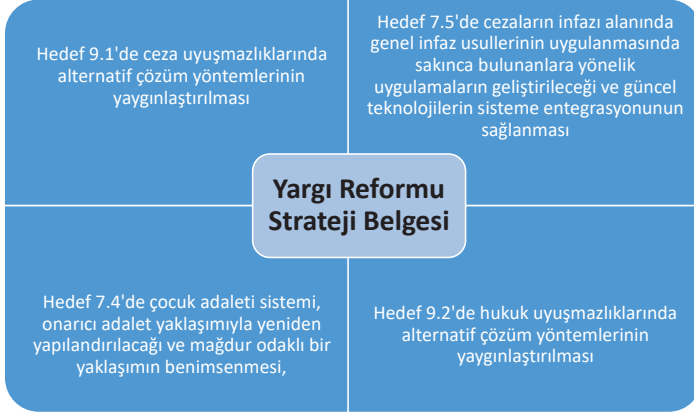 Hedef 9.1'de ceza uyuşmazlıklarında
alternatif çözüm yöntemlerinin
yaygınlaştırılması
Hedef 7.5'de cezaların infazı alanında
genel infaz usullerinin uygulanmasında
sakınca bulunanlara yönelik
uygulamaların geliştirileceği ve güncel
teknolojilerin sisteme entegrasyonunun
sağlanması
Yargı Reformu
Strateji Belgesi
Hedef 7.4'de çocuk adaleti sistemi,
onarıcı adalet yaklaşımıyla yeniden
yapılandırılacağı ve mağdur odaklı bir
yaklaşımın benimsenmesi,
Hedef 9.2'de hukuk uyuşmazlıklarında
alternatif çözüm yöntemlerinin
yaygınlaştırılması